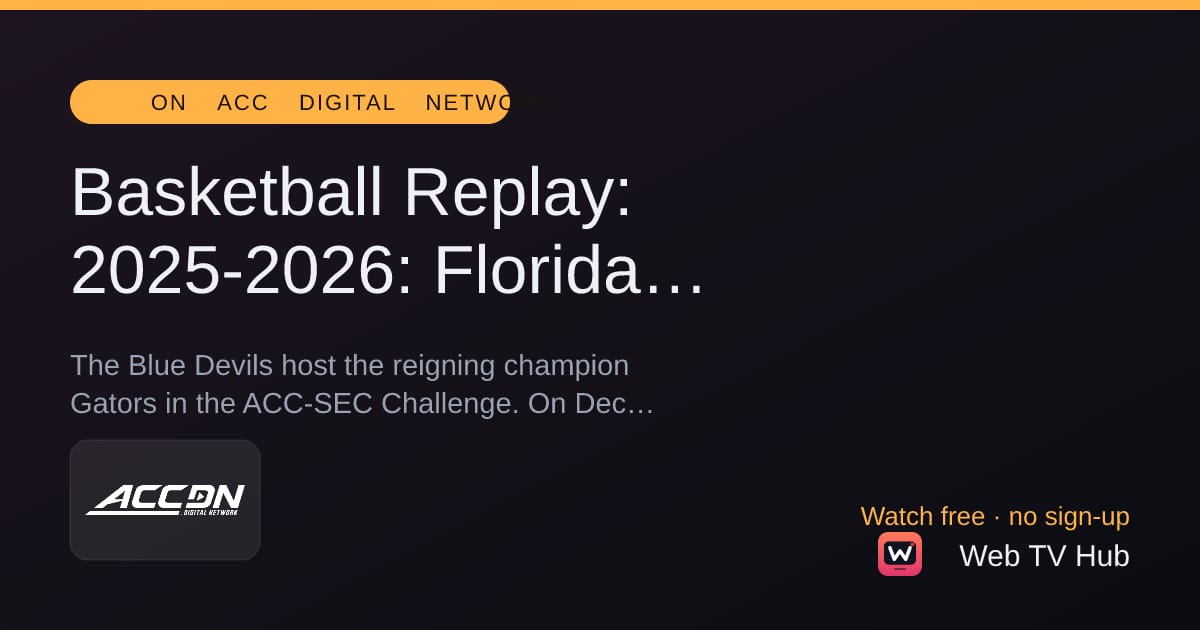 ON ACC DIGITAL NETWORK
Basketball Replay:
2025-2026: Florida…
The Blue Devils host the reigning champion
Gators in the ACC-SEC Challenge. On Dec…
ACCDN
DIGITAL NETWORK
Watch free · no sign-up
W Web TV Hub